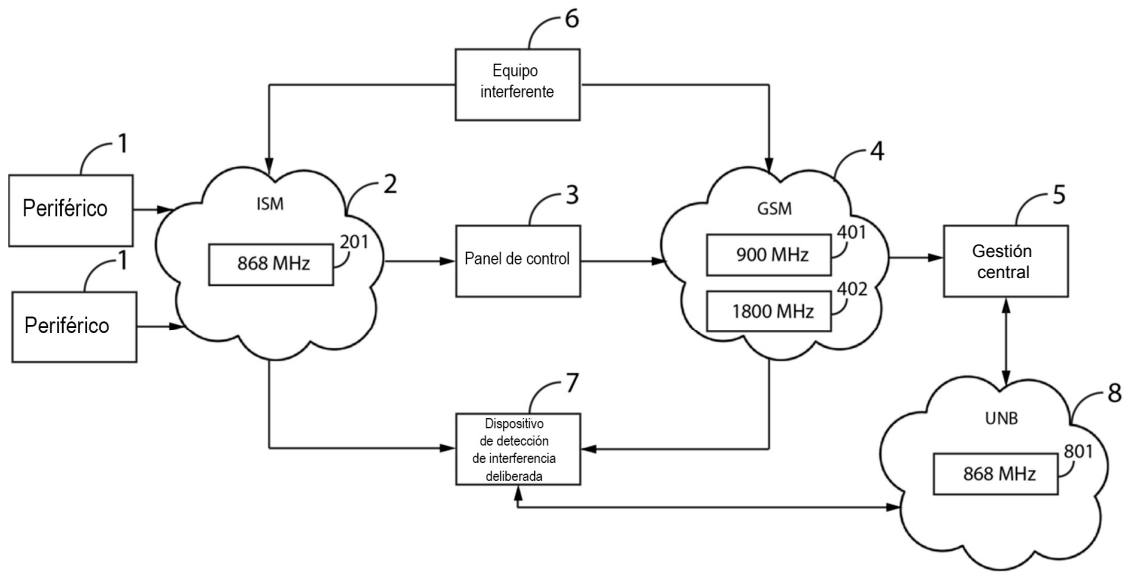 6
Equipo
interferente
1
Periférico
2
ISM
868 MHz
201
3
Panel de control
4
GSM
900 MHz
401
1800 MHz
402
5
Gestión
central
1
Periférico
7
Dispositivo
de detección
de interferencia
deliberada
8
UNB
868 MHz
801